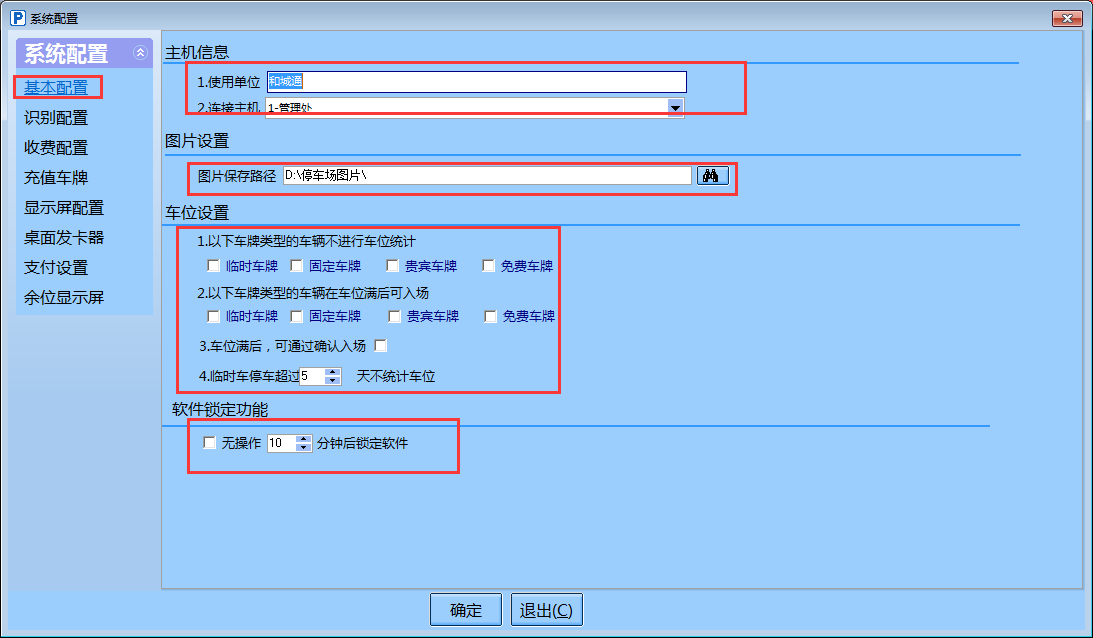 系统配置
系统配置
基本配置
识别配置
收费配置
充值车牌
显示屏配置
桌面发卡器
支付设置
余位显示屏
主机信息
1.使用单位 和城通
2.连接主机 1-管理处
图片设置
图片保存路径 D:\停车场图片\
车位设置
1.以下车牌类型的车辆不进行车位统计
临时车牌 固定车牌 贵宾车牌 免费车牌
2.以下车牌类型的车辆在车位满后可入场
临时车牌 固定车牌 贵宾车牌 免费车牌
3.车位满后，可通过确认入场
4.临时车停车超过 5 天不统计车位
软件锁定功能
无操作 10 分钟后锁定软件
确定 退出(C)